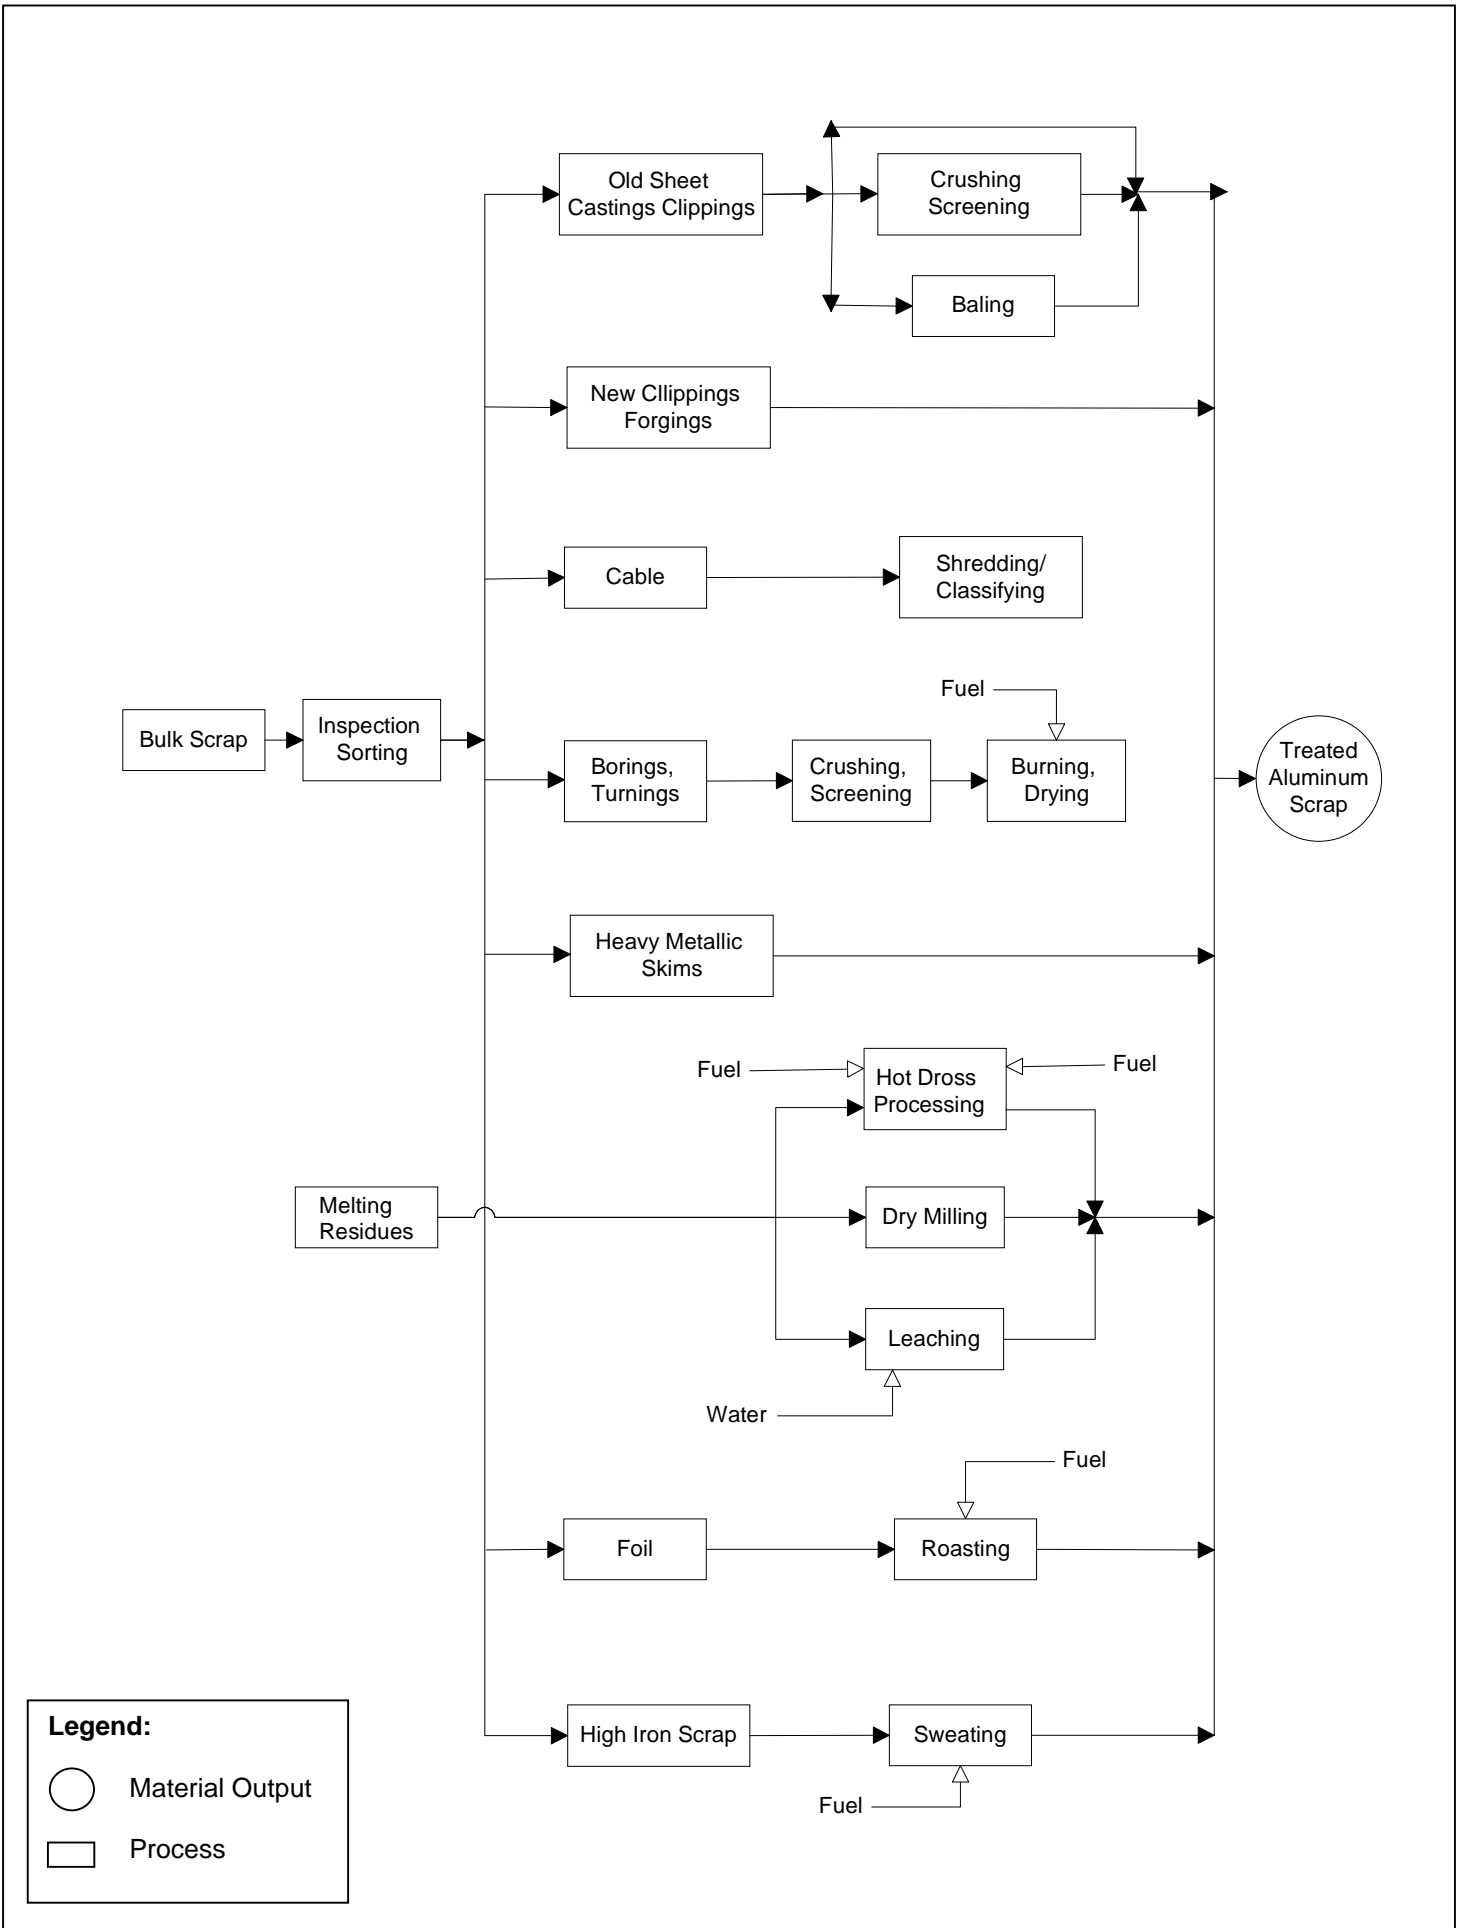 Old Sheet
Castings Clippings
Crushing
Screening
Baling
New Cllippings
Forgings
Cable
Shredding/
Classifying
Fuel
Bulk Scrap
Inspection
Sorting
Borings,
Turnings
Crushing,
Screening
Burning,
Drying
Treated
Aluminum
Scrap
Heavy Metallic
Skims
Fuel
Hot Dross
Processing
Fuel
Melting
Residues
Dry Milling
Leaching
Water
Fuel
Foil
Roasting
High Iron Scrap
Sweating
Fuel
Legend:
Material Output
Process